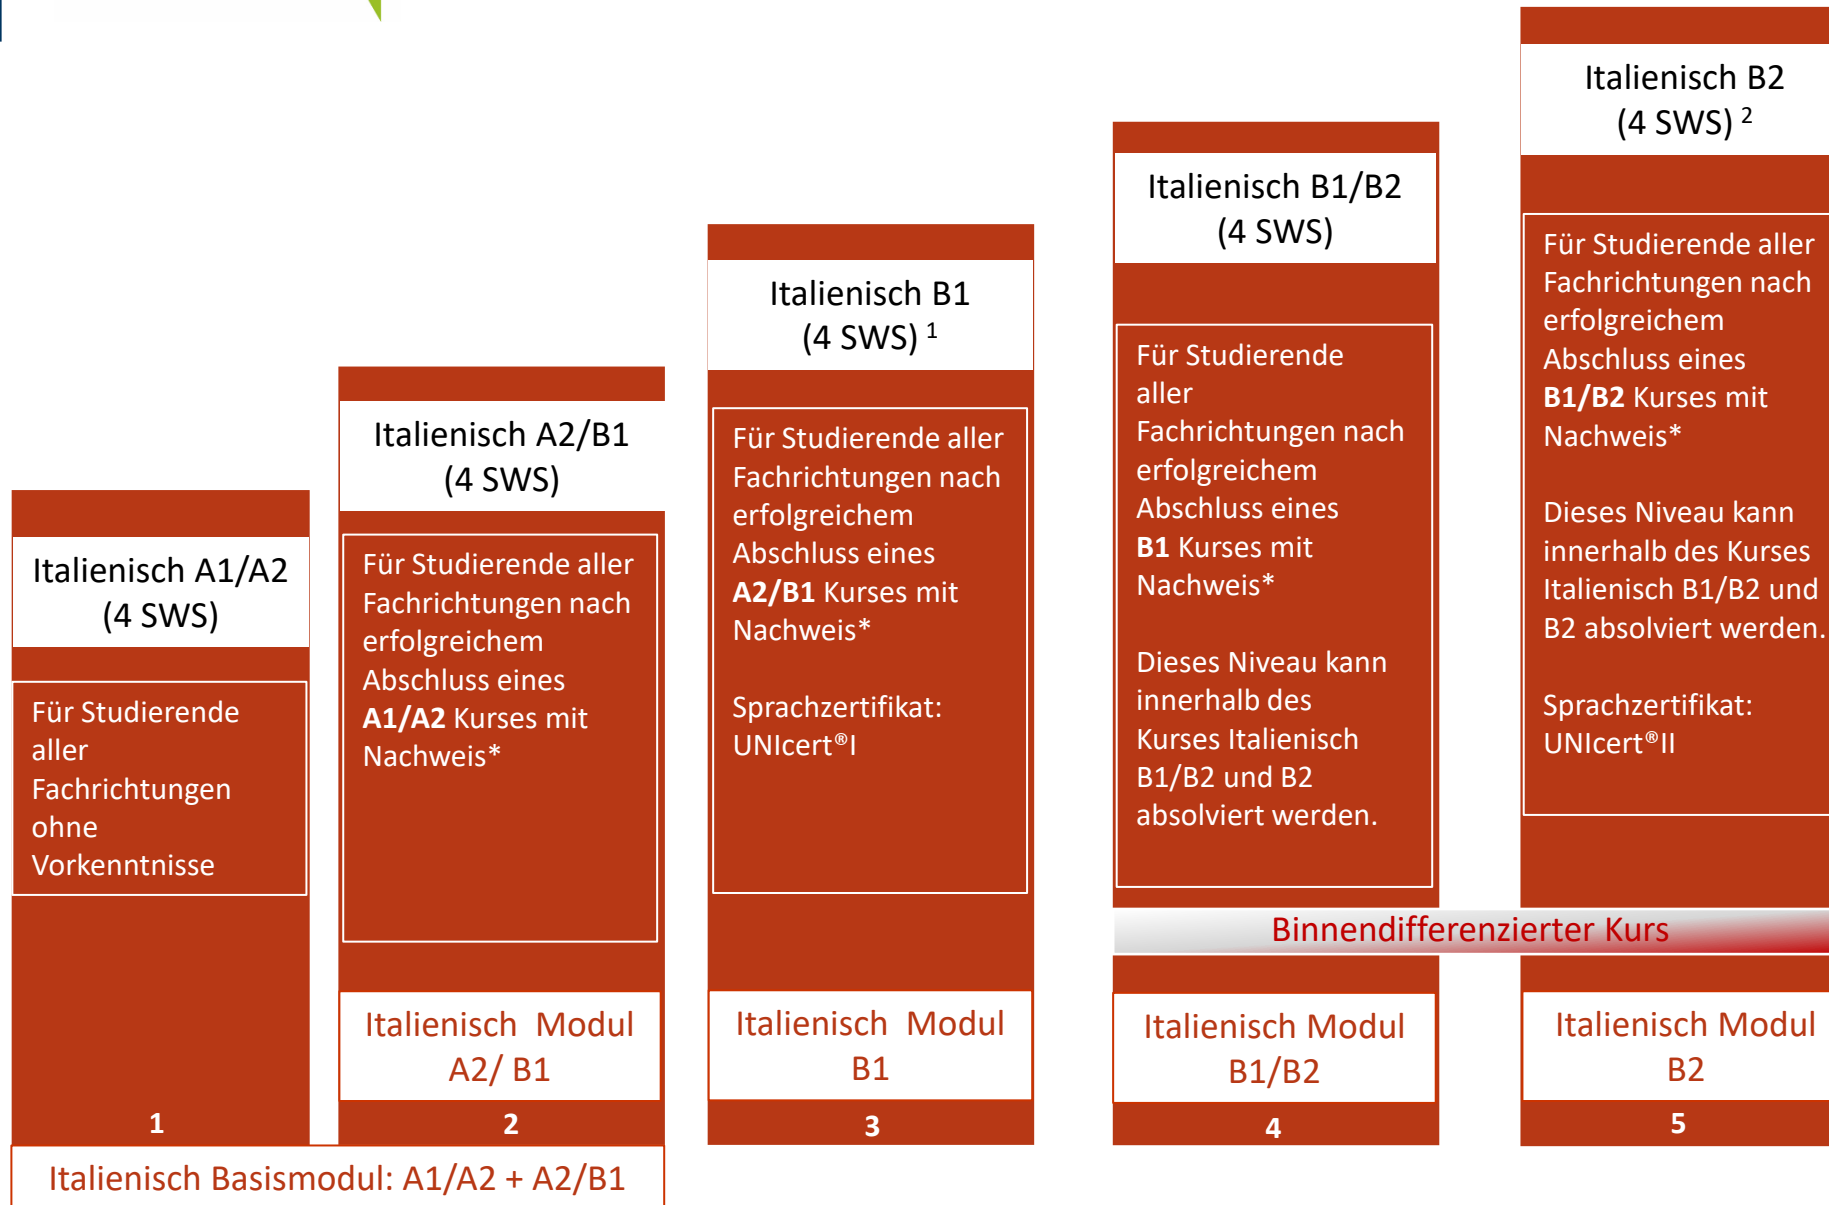 Italienisch A1/A2
(4 SWS)
Für Studierende
aller
Fachrichtungen
ohne
Vorkenntnisse
1
Italienisch A2/B1
(4 SWS)
Für Studierende aller
Fachrichtungen nach
erfolgreichem
Abschluss eines
A1/A2 Kurses mit
Nachweis*
Italienisch  Modul
A2/ B1
2
Italienisch Basismodul: A1/A2 + A2/B1
Italienisch B1
(4 SWS) ¹
Für Studierende aller
Fachrichtungen nach
erfolgreichem
Abschluss eines
A2/B1 Kurses mit
Nachweis*
Sprachzertifikat:
UNIcert®I
Italienisch  Modul
B1
3
Italienisch B1/B2
(4 SWS)
Für Studierende
aller
Fachrichtungen nach
erfolgreichem
Abschluss eines
B1 Kurses mit
Nachweis*
Dieses Niveau kann
innerhalb des
Kurses Italienisch
B1/B2 und B2
absolviert werden.
Binnendifferenzierter Kurs
Italienisch Modul
B1/B2
4
Italienisch B2
(4 SWS) ²
Für Studierende aller
Fachrichtungen nach
erfolgreichem
Abschluss eines
B1/B2 Kurses mit
Nachweis*
Dieses Niveau kann
innerhalb des Kurses
Italienisch B1/B2 und
B2 absolviert werden.
Sprachzertifikat:
UNIcert®II
Italienisch Modul
B2
5